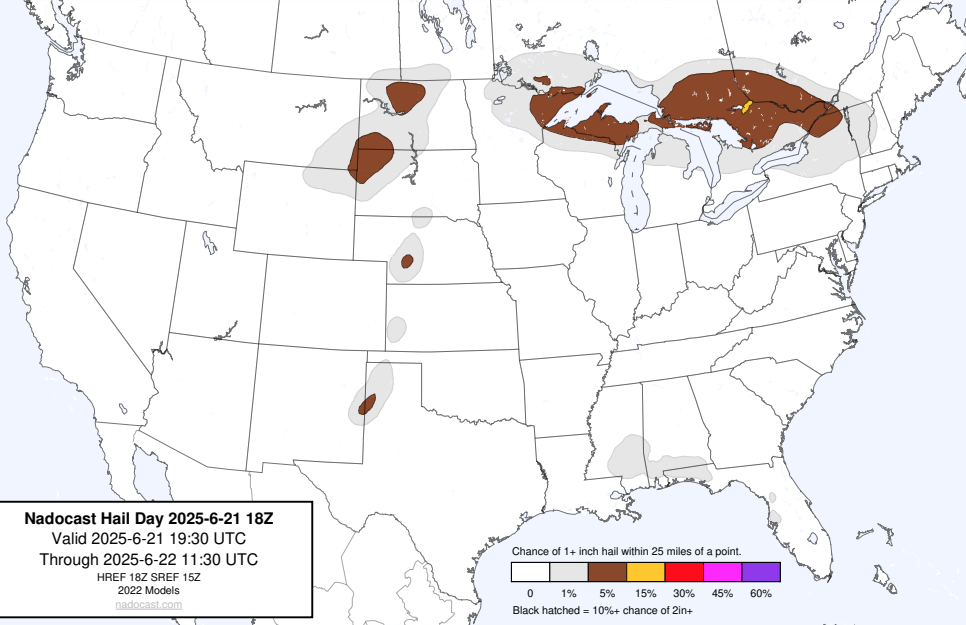 Nadocast Hail Day 2025-6-21 18Z
Valid 2025-6-21 19:30 UTC
Through 2025-6-22 11:30 UTC
HREF 18Z SREF 15Z
2022 Models
nadocast.com
Chance of 1+ inch hail within 25 miles of a point.
0 1% 5% 15% 30% 45% 60%
Black hatched = 10%+ chance of 2in+